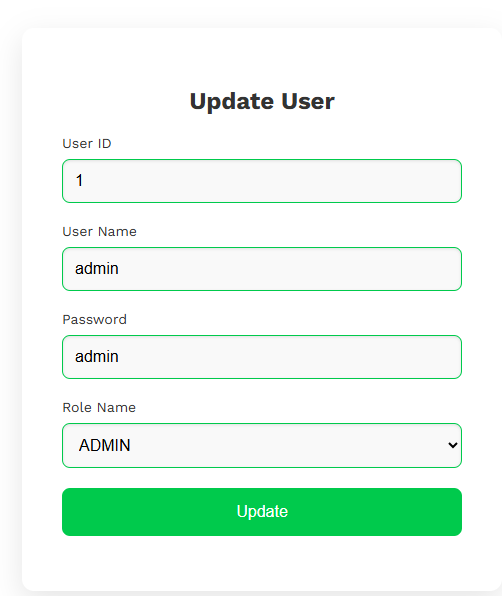 Update User
User ID
1
User Name
admin
Password
admin
Role Name
ADMIN
Update